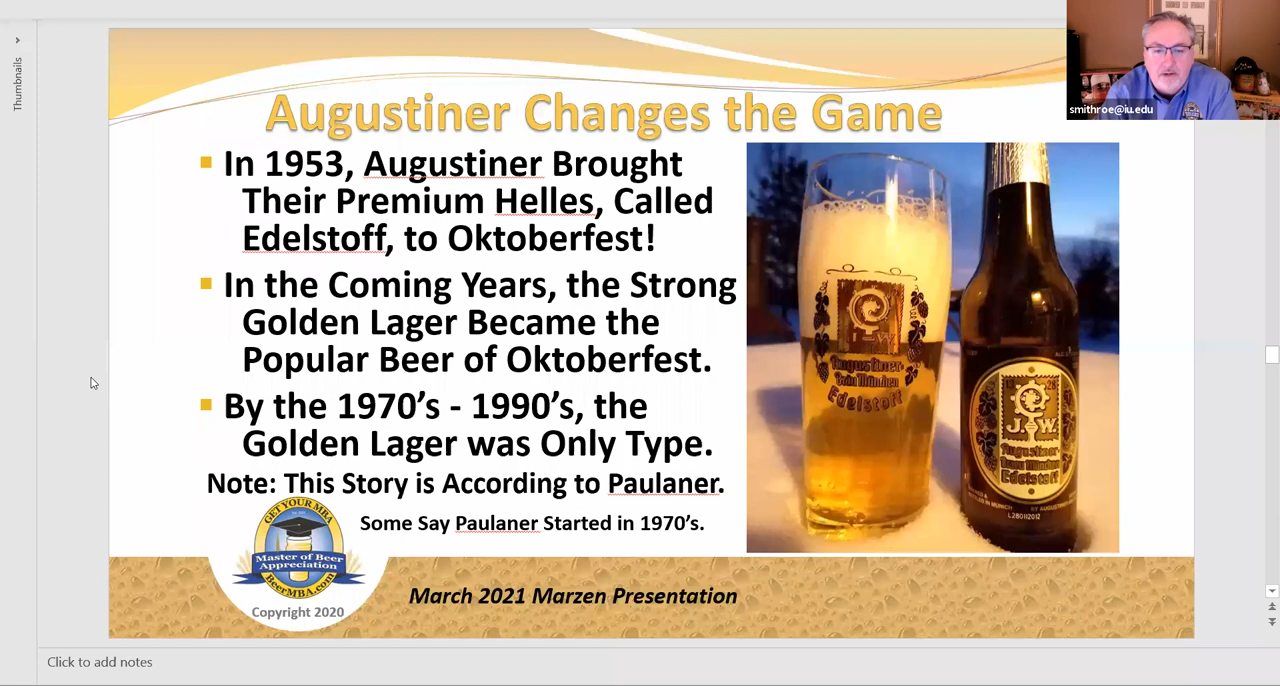 Thumbnails
smithroe@iu.edu
Augustiner Changes the Game
In 1953, Augustiner Brought
Their Premium Helles, Called
Edelstoff, to Oktoberfest!
In the Coming Years, the Strong
Golden Lager Became the
Popular Beer of Oktoberfest.
By the 1970’s - 1990’s, the
Golden Lager was Only Type.
Note: This Story is According to Paulaner.
Some Say Paulaner Started in 1970’s.
J W.
Augustiner
Bräu München
Edelstoff
J. W.
Augustiner
Bräu München
Edelstoff
L280112012
GET YOUR MBA
Master of Beer
Appreciation
BeerMBA.com
Copyright 2020
March 2021 Marzen Presentation
Click to add notes